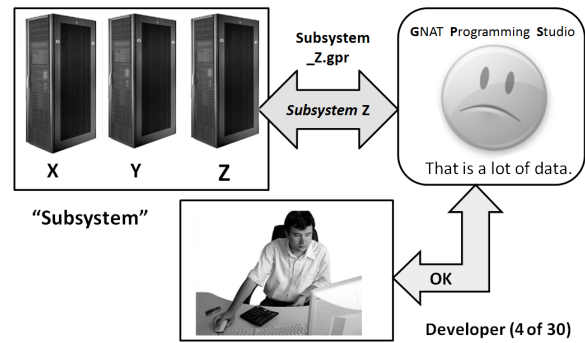 Subsystem
_Z.gpr
GNAT Programming Studio
Subsystem Z
That is a lot of data.
X Y Z
"Subsystem"
OK
Developer (4 of 30)